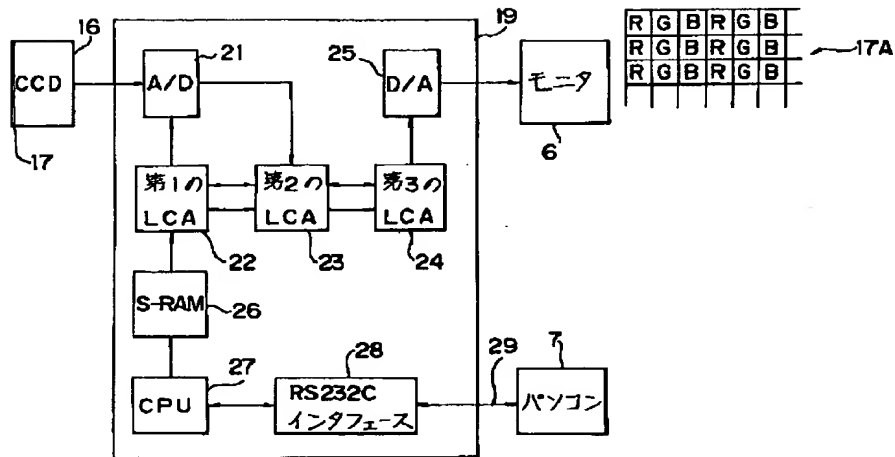 16
CCD
17
21
A/D
25
D/A
19
モニタ
6
R G B R G B
R G B R G B
R G B R G B
17A
第1の
LCA
22
第2の
LCA
23
第3の
LCA
24
S-RAM
26
CPU
27
28
RS232C
インタフェース
29
7
パソコン